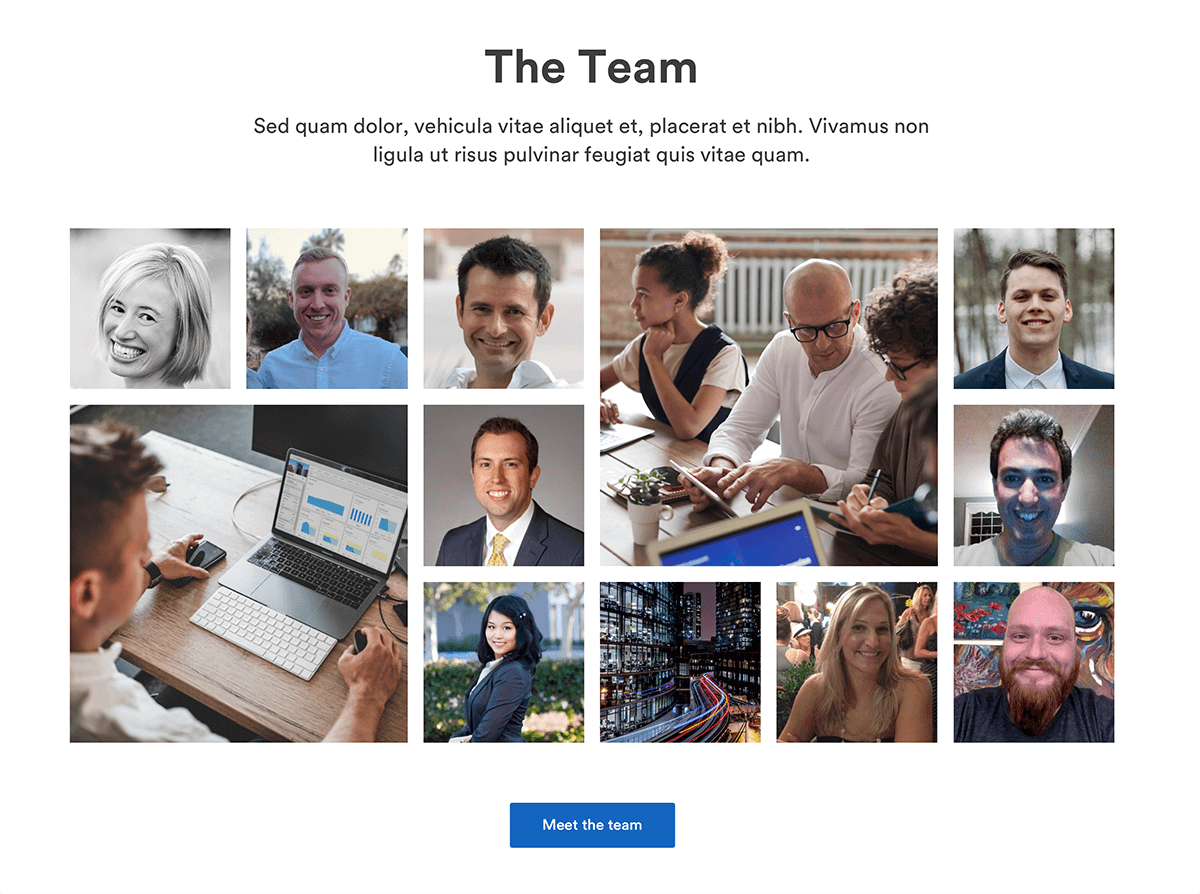 The Team
Sed quam dolor, vehicula vitae aliquet et, placerat et nibh. Vivamus non
ligula ut risus pulvinar feugiat quis vitae quam.
Meet the team